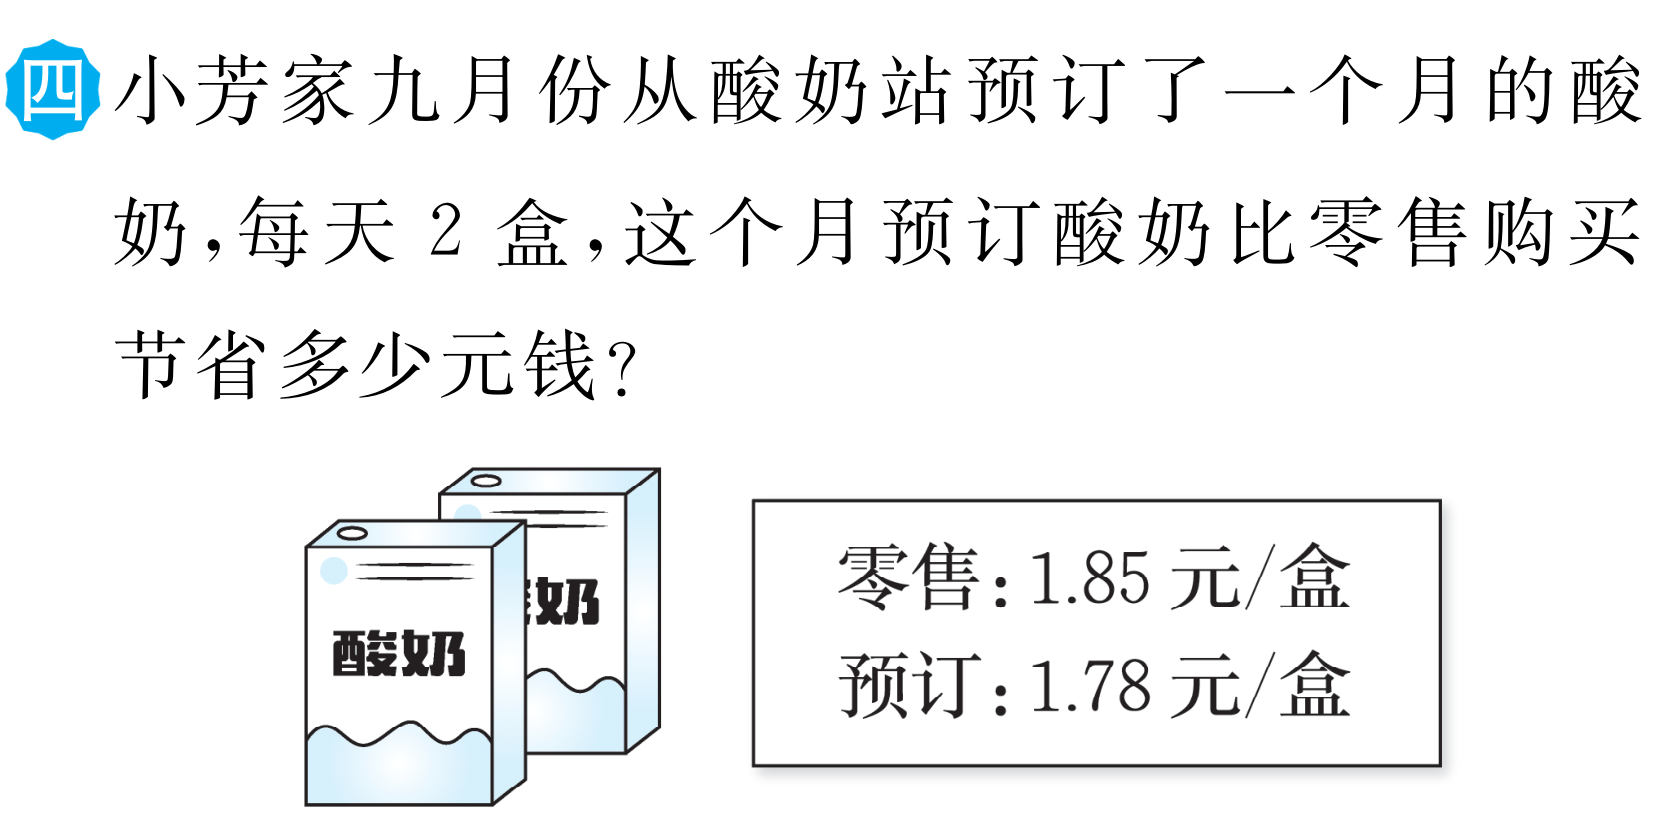 四 小芳家九月份从酸奶站预订了一个月的酸
奶,每天 2 盒,这个月预订酸奶比零售购买
节省多少元钱?
奶
酸奶
零售:1.85 元/盒
预订:1.78 元/盒